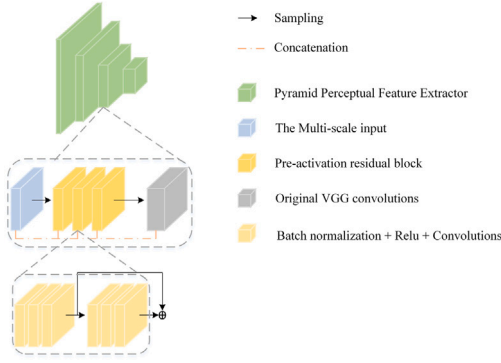 Sampling
Concatenation
Pyramid Perceptual Feature Extractor
The Multi-scale input
Pre-activation residual block
Original VGG convolutions
Batch normalization + Relu + Convolutions